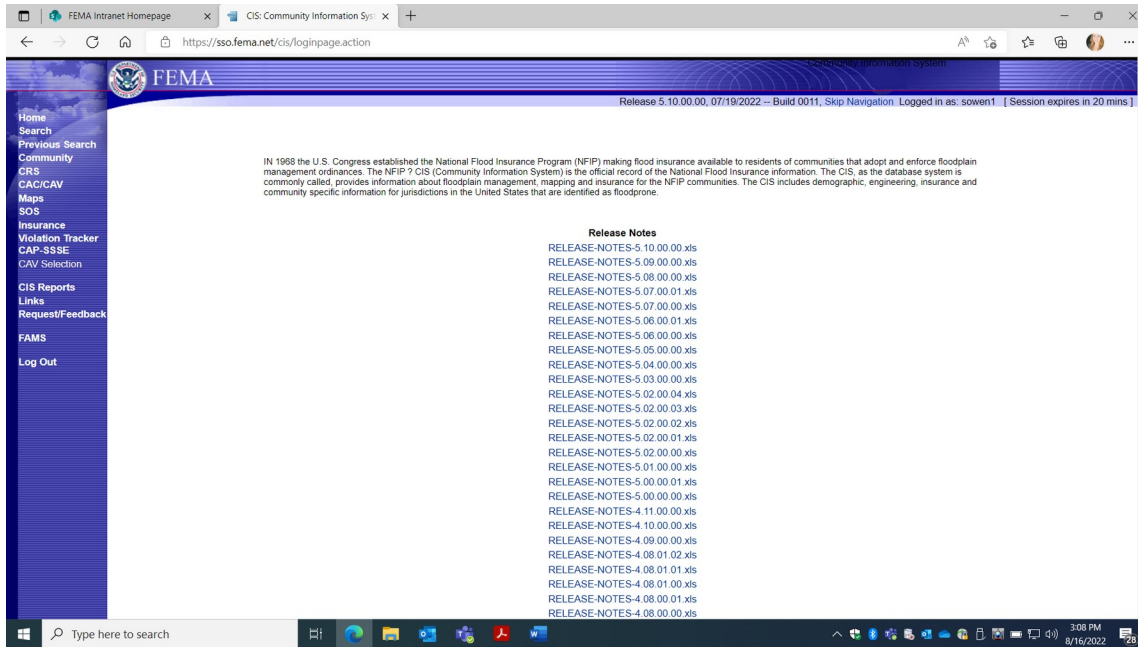 FEMA Intranet Homepage
CIS: Community Information Sys
https://sso.fema.net/cis/loginpage.action
FEMA
Community Information System
Release 5.10.00.00, 07/19/2022 -- Build 0011, Skip Navigation Logged in as: sowen1 [ Session expires in 20 mins ]
Home
Search
Previous Search
Community
CRS
CAC/CAV
Maps
SOS
Insurance
Violation Tracker
CAP-SSSE
CAV Selection
CIS Reports
Links
Request/Feedback
FAMS
Log Out
IN 1968 the U.S. Congress established the National Flood Insurance Program (NFIP) making flood insurance available to residents of communities that adopt and enforce floodplain
management ordinances. The NFIP ? CIS (Community Information System) is the official record of the National Flood Insurance information. The CIS, as the database system is
commonly called, provides information about floodplain management, mapping and insurance for the NFIP communities. The CIS includes demographic, engineering, insurance and
community specific information for jurisdictions in the United States that are identified as floodprone.
Release Notes
RELEASE-NOTES-5.10.00.00.xls
RELEASE-NOTES-5.09.00.00.xls
RELEASE-NOTES-5.08.00.00.xls
RELEASE-NOTES-5.07.00.01.xls
RELEASE-NOTES-5.07.00.00.xls
RELEASE-NOTES-5.06.00.01.xls
RELEASE-NOTES-5.06.00.00.xls
RELEASE-NOTES-5.05.00.00.xls
RELEASE-NOTES-5.04.00.00.xls
RELEASE-NOTES-5.03.00.00.xls
RELEASE-NOTES-5.02.00.04.xls
RELEASE-NOTES-5.02.00.03.xls
RELEASE-NOTES-5.02.00.02.xls
RELEASE-NOTES-5.02.00.01.xls
RELEASE-NOTES-5.02.00.00.xls
RELEASE-NOTES-5.01.00.00.xls
RELEASE-NOTES-5.00.00.01.xls
RELEASE-NOTES-5.00.00.00.xls
RELEASE-NOTES-4.11.00.00.xls
RELEASE-NOTES-4.10.00.00.xls
RELEASE-NOTES-4.09.00.00.xls
RELEASE-NOTES-4.08.01.02.xls
RELEASE-NOTES-4.08.01.01.xls
RELEASE-NOTES-4.08.01.00.xls
RELEASE-NOTES-4.08.00.01.xls
RELEASE-NOTES-4.08.00.00.xls
Type here to search
3:08 PM
8/16/2022
28